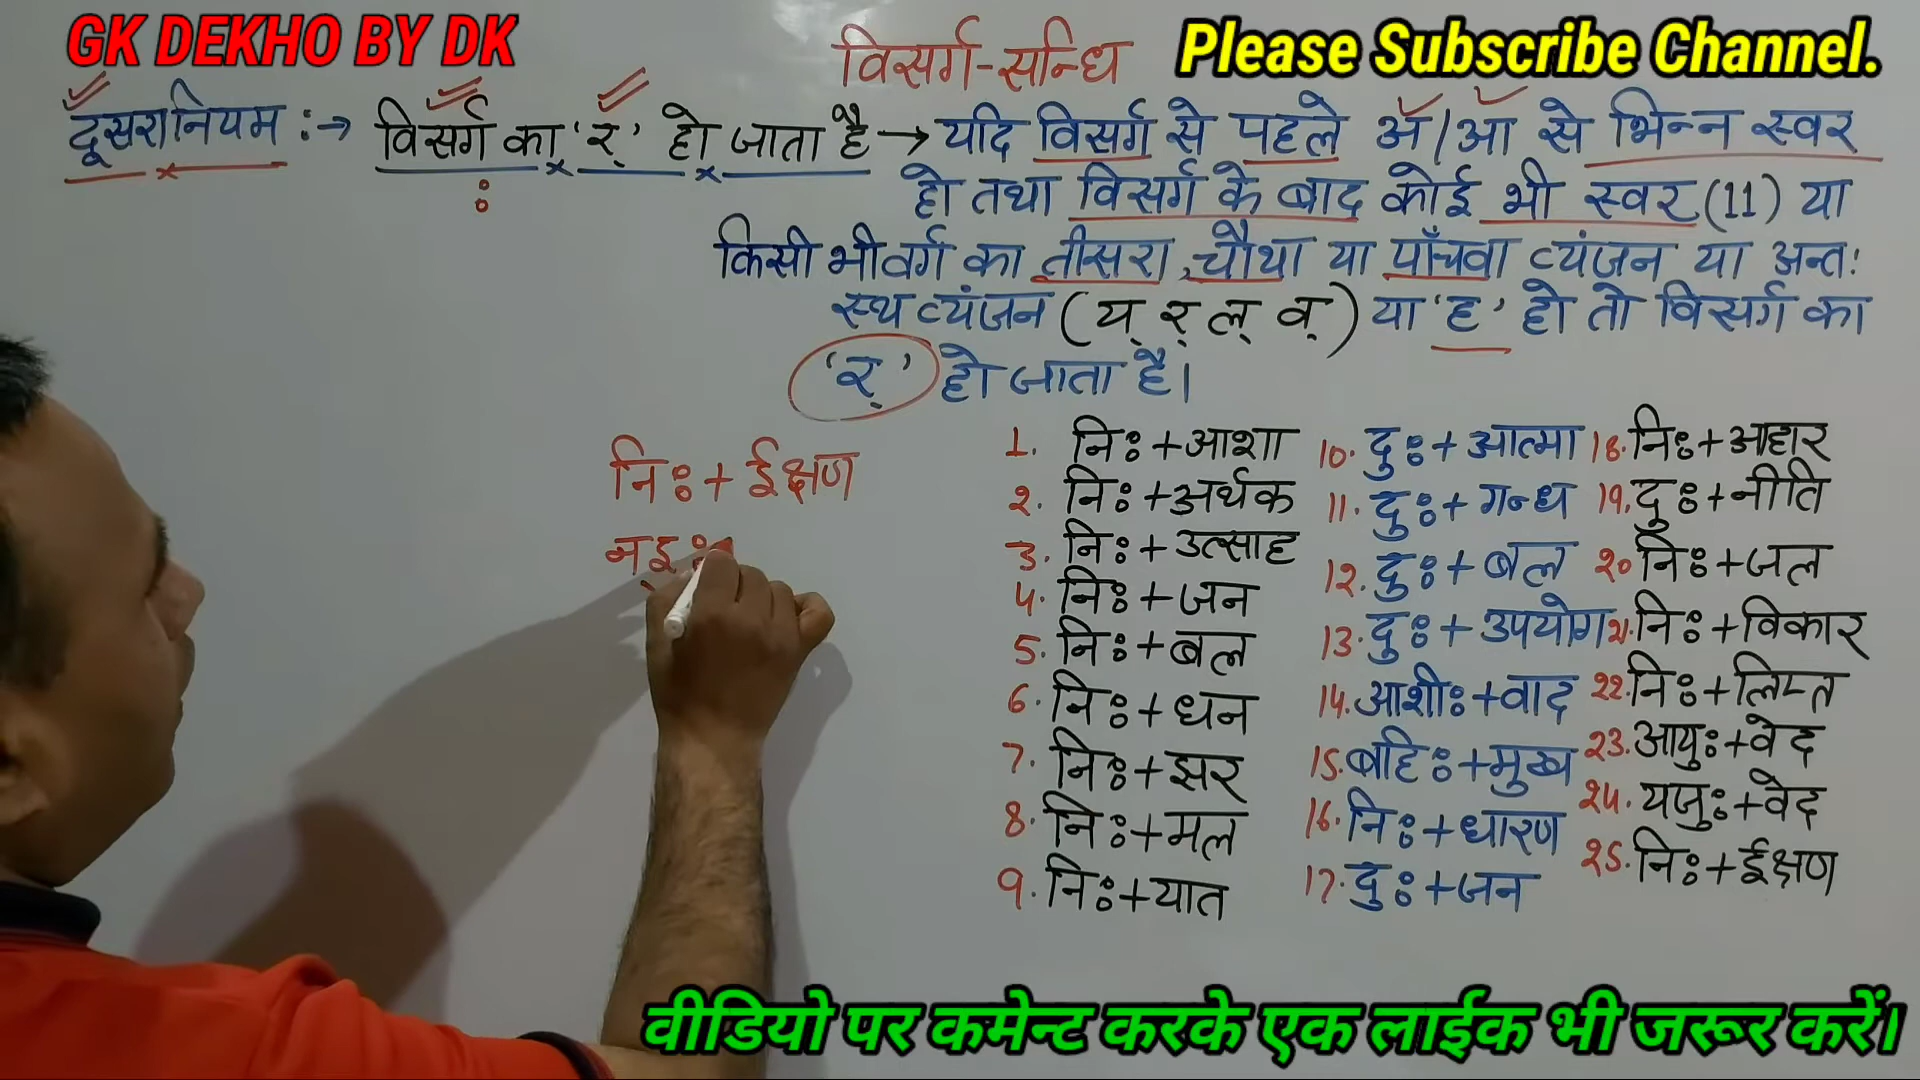 GK DEKHO BY DK
विसर्ग-सन्धि
Please Subscribe Channel.
दूसरा नियम :→ विसर्ग का 'र्' हो जाता है → यदि विसर्ग से पहले अ/आ से भिन्न स्वर
हो तथा विसर्ग के बाद कोई भी स्वर (11) या
किसी भी वर्ग का तीसरा, चौथा या पाँचवा व्यंजन या अन्तः
स्थ व्यंजन (य् र् ल् व्) या 'ह' हो तो विसर्ग का
'र्' हो जाता है।
निः + ईक्षण
नइः
1. निः + आशा
2. निः + अर्थक
3. निः + उत्साह
4. निः + जन
5. निः + बल
6. निः + धन
7. निः + झर
8. निः + मल
9. निः + यात
10. दुः + आत्मा
11. दुः + गन्ध
12. दुः + बल
13. दुः + उपयोग
14. आशीः + वाद
15. बहिः + मुख
16. निः + धारण
17. दुः + जन
18. निः + आहार
19. दुः + नीति
20 निः + जल
21. निः + विकार
22. निः + लिप्त
23. आयुः + वेद
24. यजुः + वेद
25. निः + ईक्षण
वीडियो पर कमेन्ट करके एक लाईक भी जरूर करें।